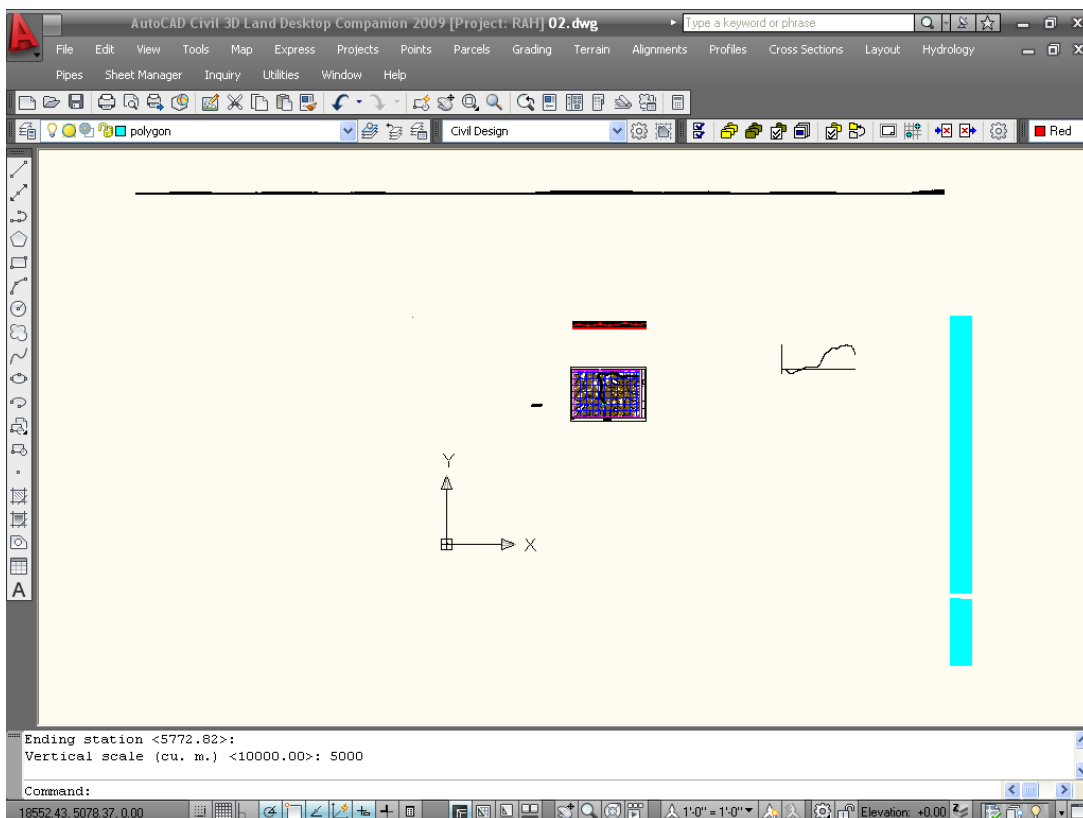 AutoCAD Civil 3D Land Desktop Companion 2009 [Project: RAH] 02.dwg Type a keyword or phrase
File Edit View Tools Map Express Projects Points Parcels Grading Terrain Alignments Profiles Cross Sections Layout Hydrology
Pipes Sheet Manager Inquiry Utilities Window Help
polygon Civil Design Red
Y
X
A
Ending station <5772.82>:
Vertical scale (cu. m.) <10000.00>: 5000
Command:
18552.43, 5078.37, 0.00 1'-0" = 1'-0" Elevation: +0.00